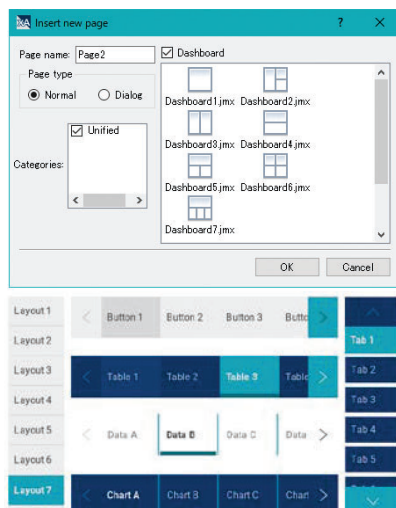 Insert new page
Page name: Page2
Dashboard
Page type
Normal Dialog
Categories:
Unified
Dashboard1.jmx Dashboard2.jmx
Dashboard3.jmx Dashboard4.jmx
Dashboard5.jmx Dashboard6.jmx
Dashboard7.jmx
OK Cancel
Layout 1
Layout 2
Layout 3
Layout 4
Layout 5
Layout 6
Layout 7
Button 1 Button 2 Button 3 Butto
Table 1 Table 2 Table 3 Table
Data A Data B Data C Data
Chart A Chart B Chart C Chart
Tab 1
Tab 2
Tab 3
Tab 4
Tab 5